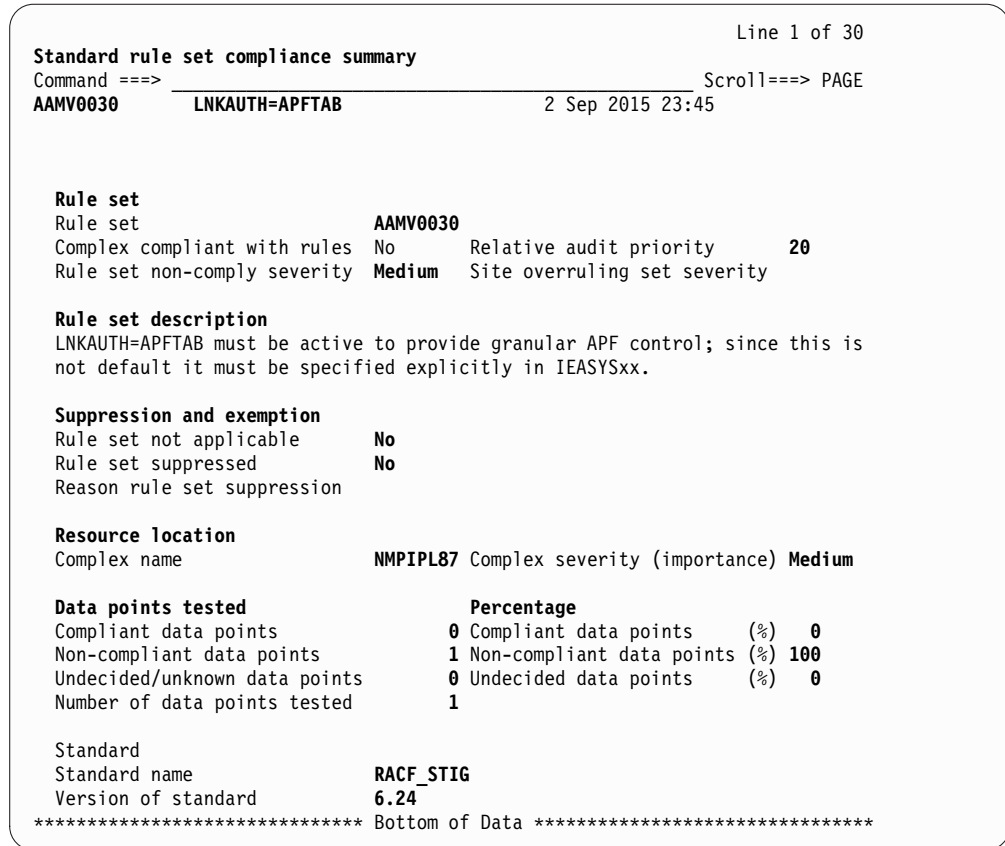 Line 1 of 30
Standard rule set compliance summary
Command ===> _________________________________________________ Scroll===> PAGE
AAMV0030 LNKAUTH=APFTAB 2 Sep 2015 23:45
Rule set
Rule set AAMV0030
Complex compliant with rules No Relative audit priority 20
Rule set non-comply severity Medium Site overruling set severity
Rule set description
LNKAUTH=APFTAB must be active to provide granular APF control; since this is
not default it must be specified explicitly in IEASYSxx.
Suppression and exemption
Rule set not applicable No
Rule set suppressed No
Reason rule set suppression
Resource location
Complex name NMPIPL87 Complex severity (importance) Medium
Data points tested Percentage
Compliant data points 0 Compliant data points (%) 0
Non-compliant data points 1 Non-compliant data points (%) 100
Undecided/unknown data points 0 Undecided data points (%) 0
Number of data points tested 1
Standard
Standard name RACF_STIG
Version of standard 6.24
******************************* Bottom of Data ********************************